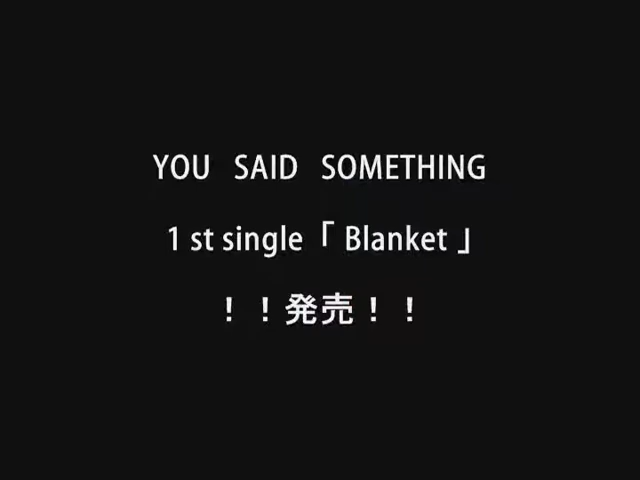 YOU SAID SOMETHING
1 st single「 Blanket 」
！！発売！！